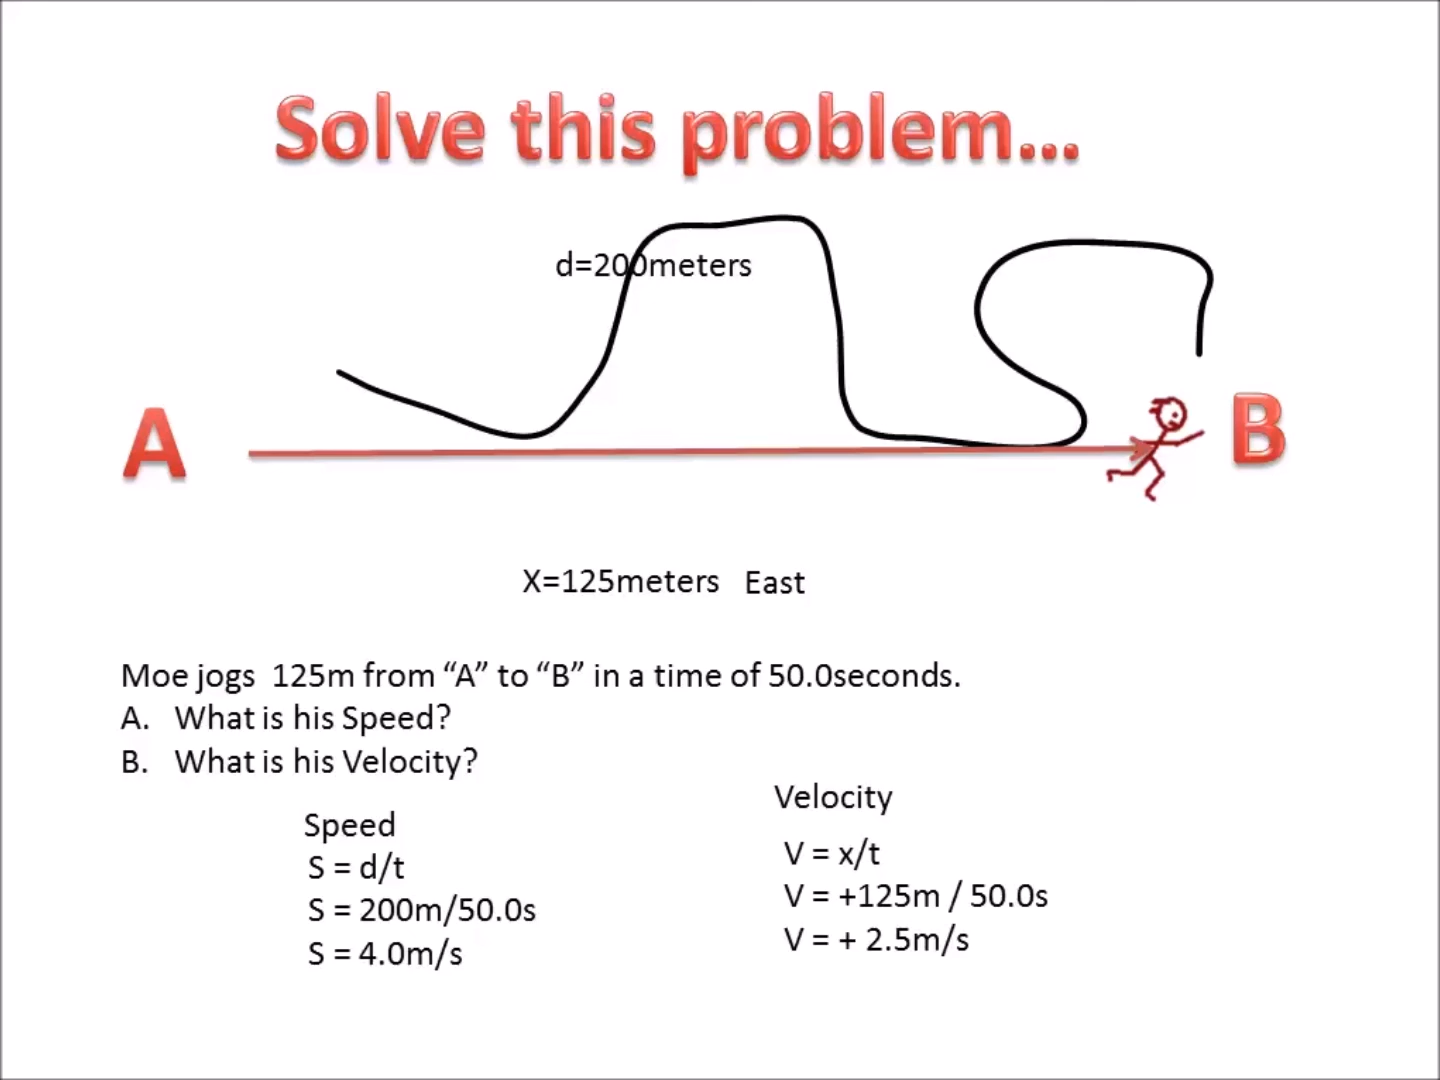 Solve this problem...
d=200meters
A
B
X=125meters East
Moe jogs 125m from “A” to “B” in a time of 50.0seconds.
A. What is his Speed?
B. What is his Velocity?
Speed
S = d/t
S = 200m/50.0s
S = 4.0m/s
Velocity
V = x/t
V = +125m / 50.0s
V = + 2.5m/s